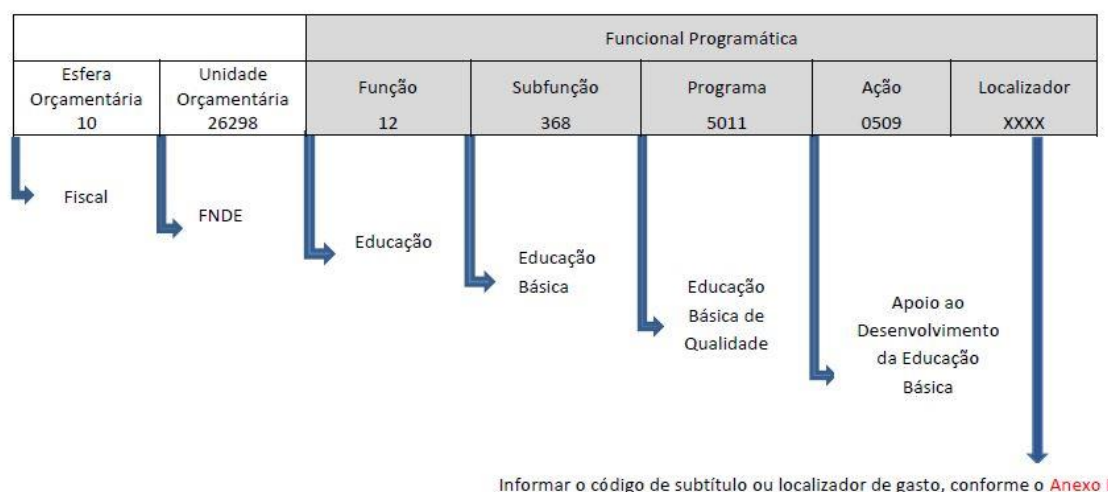 Funcional Programática
Esfera Orçamentária 10
Unidade Orçamentária 26298
Função 12
Subfunção 368
Programa 5011
Ação 0509
Localizador XXXX
Fiscal
FNDE
Educação
Educação
Básica
Educação
Básica de
Qualidade
Apoio ao
Desenvolvimento
da Educação
Básica
Informar o código de subtítulo ou localizador de gasto, conforme o Anexo